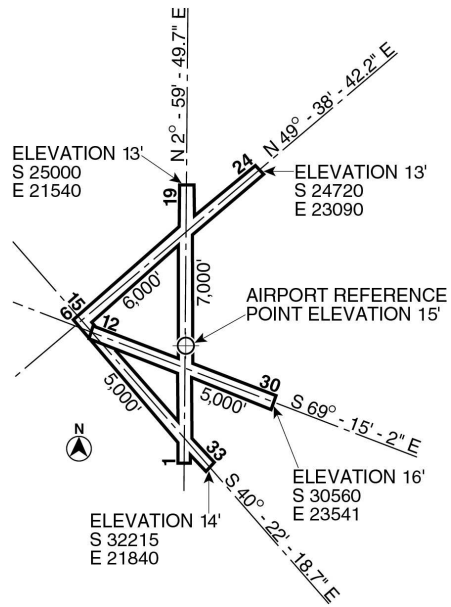 N 2° - 59' - 49.7" E
N 49° - 38' - 42.2" E
ELEVATION 13'
S 25000
E 21540
24
ELEVATION 13'
S 24720
E 23090
19
15
6
6,000'
7,000'
12
AIRPORT REFERENCE
POINT ELEVATION 15'
5,000'
5,000'
30
S 69° - 15' - 2" E
N
1
33
ELEVATION 16'
S 30560
E 23541
ELEVATION 14'
S 32215
E 21840
S 40° - 22' - 18.7" E